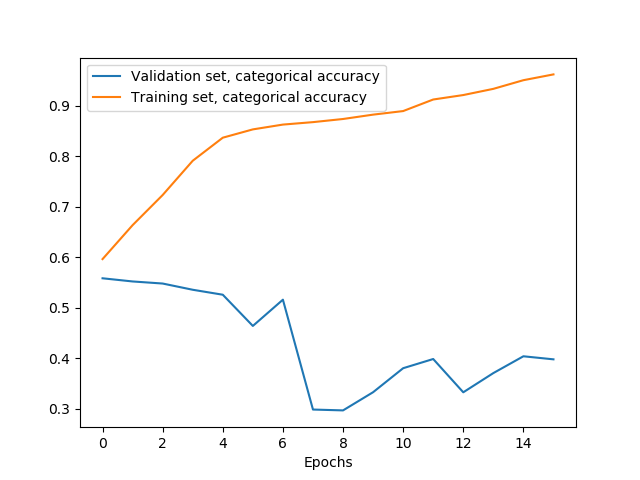 Validation set, categorical accuracy
Training set, categorical accuracy
0.9
0.8
0.7
0.6
0.5
0.4
0.3
0 2 4 6 8 10 12 14
Epochs